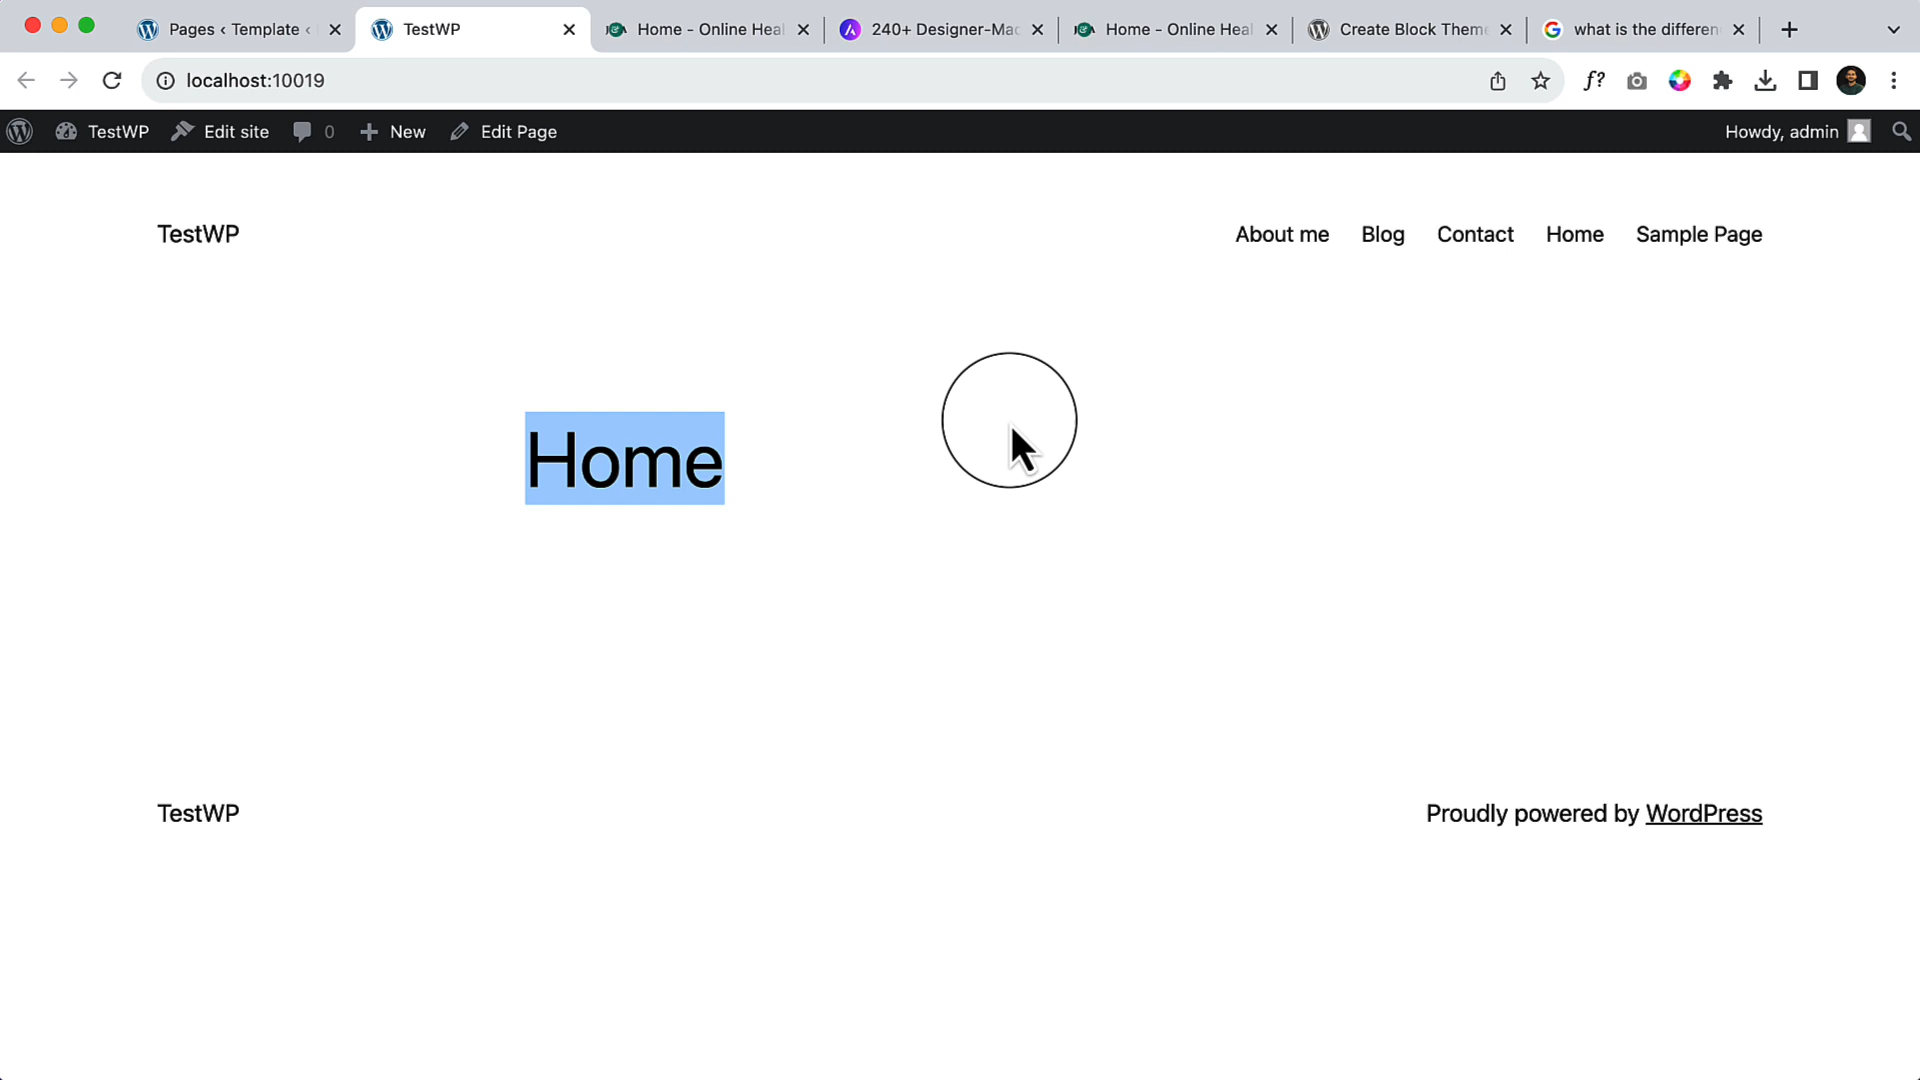 Pages ‹ Template ‹
TestWP
Home - Online Heal
240+ Designer-Mac
Home - Online Heal
Create Block Theme
what is the differen
localhost:10019
f?
TestWP
Edit site
0
New
Edit Page
Howdy, admin
TestWP
About me
Blog
Contact
Home
Sample Page
Home
TestWP
Proudly powered by WordPress